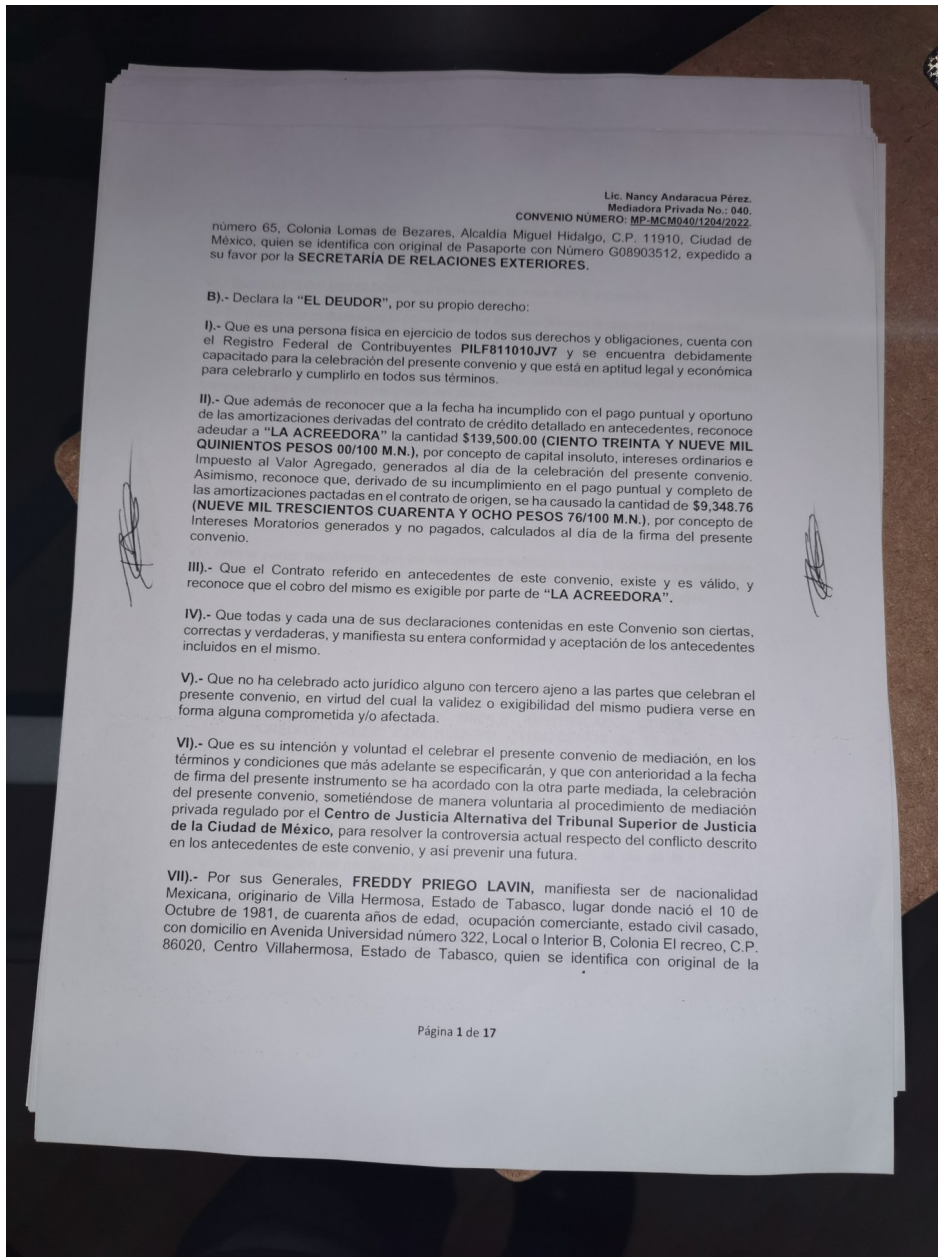 Lic. Nancy Andaracua Pérez.
Mediadora Privada No.: 040.
CONVENIO NÚMERO: MP-MCM040/1204/2022.
número 65, Colonia Lomas de Bezares, Alcaldía Miguel Hidalgo, C.P. 11910, Ciudad de
México, quien se identifica con original de Pasaporte con Número G08903512, expedido a
su favor por la SECRETARÍA DE RELACIONES EXTERIORES.
B).- Declara la “EL DEUDOR”, por su propio derecho:
I).- Que es una persona física en ejercicio de todos sus derechos y obligaciones, cuenta con
el Registro Federal de Contribuyentes PILF811010JV7 y se encuentra debidamente
capacitado para la celebración del presente convenio y que está en aptitud legal y económica
para celebrarlo y cumplirlo en todos sus términos.
II).- Que además de reconocer que a la fecha ha incumplido con el pago puntual y oportuno
de las amortizaciones derivadas del contrato de crédito detallado en antecedentes, reconoce
adeudar a “LA ACREEDORA” la cantidad $139,500.00 (CIENTO TREINTA Y NUEVE MIL
QUINIENTOS PESOS 00/100 M.N.), por concepto de capital insoluto, intereses ordinarios e
Impuesto al Valor Agregado, generados al día de la celebración del presente convenio.
Asimismo, reconoce que, derivado de su incumplimiento en el pago puntual y completo de
las amortizaciones pactadas en el contrato de origen, se ha causado la cantidad de $9,348.76
(NUEVE MIL TRESCIENTOS CUARENTA Y OCHO PESOS 76/100 M.N.), por concepto de
Intereses Moratorios generados y no pagados, calculados al día de la firma del presente
convenio.
III).- Que el Contrato referido en antecedentes de este convenio, existe y es válido, y
reconoce que el cobro del mismo es exigible por parte de “LA ACREEDORA”.
IV).- Que todas y cada una de sus declaraciones contenidas en este Convenio son ciertas,
correctas y verdaderas, y manifiesta su entera conformidad y aceptación de los antecedentes
incluidos en el mismo.
V).- Que no ha celebrado acto jurídico alguno con tercero ajeno a las partes que celebran el
presente convenio, en virtud del cual la validez o exigibilidad del mismo pudiera verse en
forma alguna comprometida y/o afectada.
VI).- Que es su intención y voluntad el celebrar el presente convenio de mediación, en los
términos y condiciones que más adelante se especificarán, y que con anterioridad a la fecha
de firma del presente instrumento se ha acordado con la otra parte mediada, la celebración
del presente convenio, sometiéndose de manera voluntaria al procedimiento de mediación
privada regulado por el Centro de Justicia Alternativa del Tribunal Superior de Justicia
de la Ciudad de México, para resolver la controversia actual respecto del conflicto descrito
en los antecedentes de este convenio, y así prevenir una futura.
VII).- Por sus Generales, FREDDY PRIEGO LAVIN, manifiesta ser de nacionalidad
Mexicana, originario de Villa Hermosa, Estado de Tabasco, lugar donde nació el 10 de
Octubre de 1981, de cuarenta años de edad, ocupación comerciante, estado civil casado,
con domicilio en Avenida Universidad número 322, Local o Interior B, Colonia El recreo, C.P.
86020, Centro Villahermosa, Estado de Tabasco, quien se identifica con original de la
Página 1 de 17